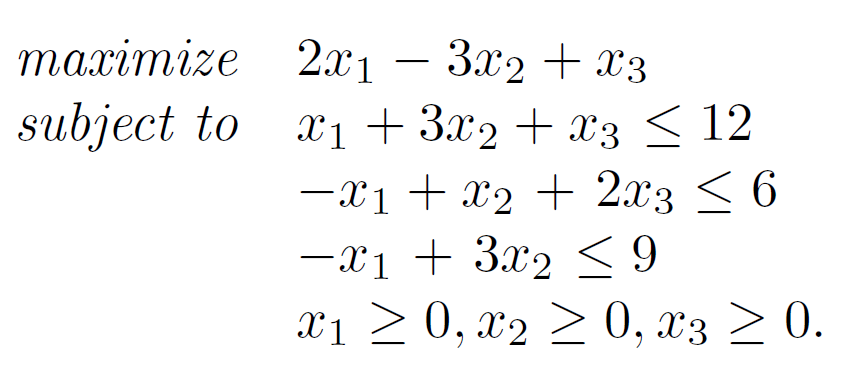 maximize 2x₁ − 3x₂ + x₃
subject to x₁ + 3x₂ + x₃ ≤ 12
−x₁ + x₂ + 2x₃ ≤ 6
−x₁ + 3x₂ ≤ 9
x₁ ≥ 0, x₂ ≥ 0, x₃ ≥ 0.